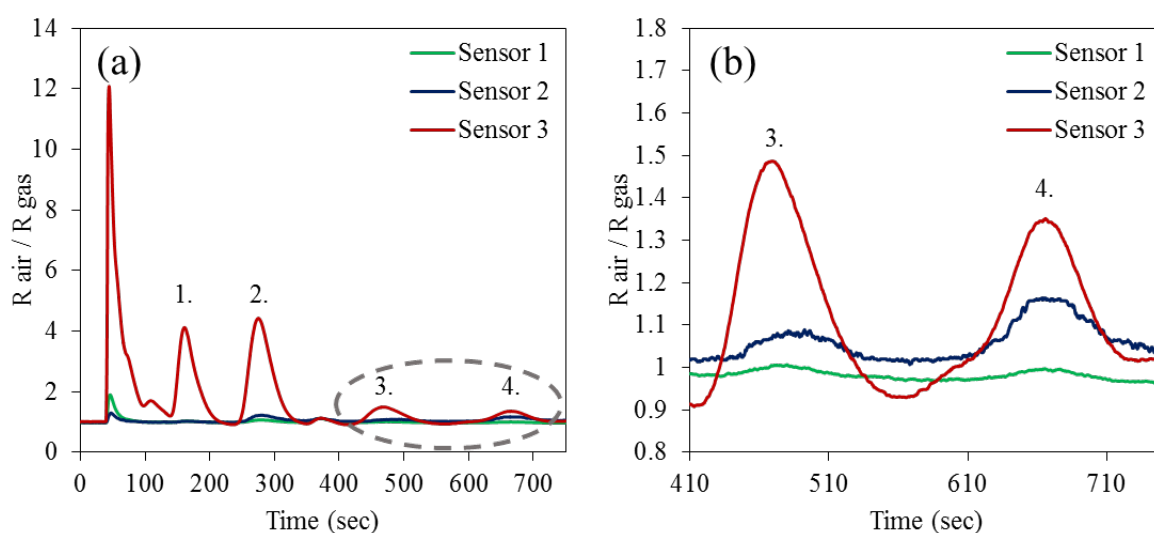 (a)
Sensor 1
Sensor 2
Sensor 3
14
12
10
8
6
4
2
0
R air / R gas
1.
2.
3.
4.
0 100 200 300 400 500 600 700
Time (sec)
(b)
Sensor 1
Sensor 2
Sensor 3
1.8
1.7
1.6
1.5
1.4
1.3
1.2
1.1
1
0.9
0.8
R air / R gas
3.
4.
410 510 610 710
Time (sec)